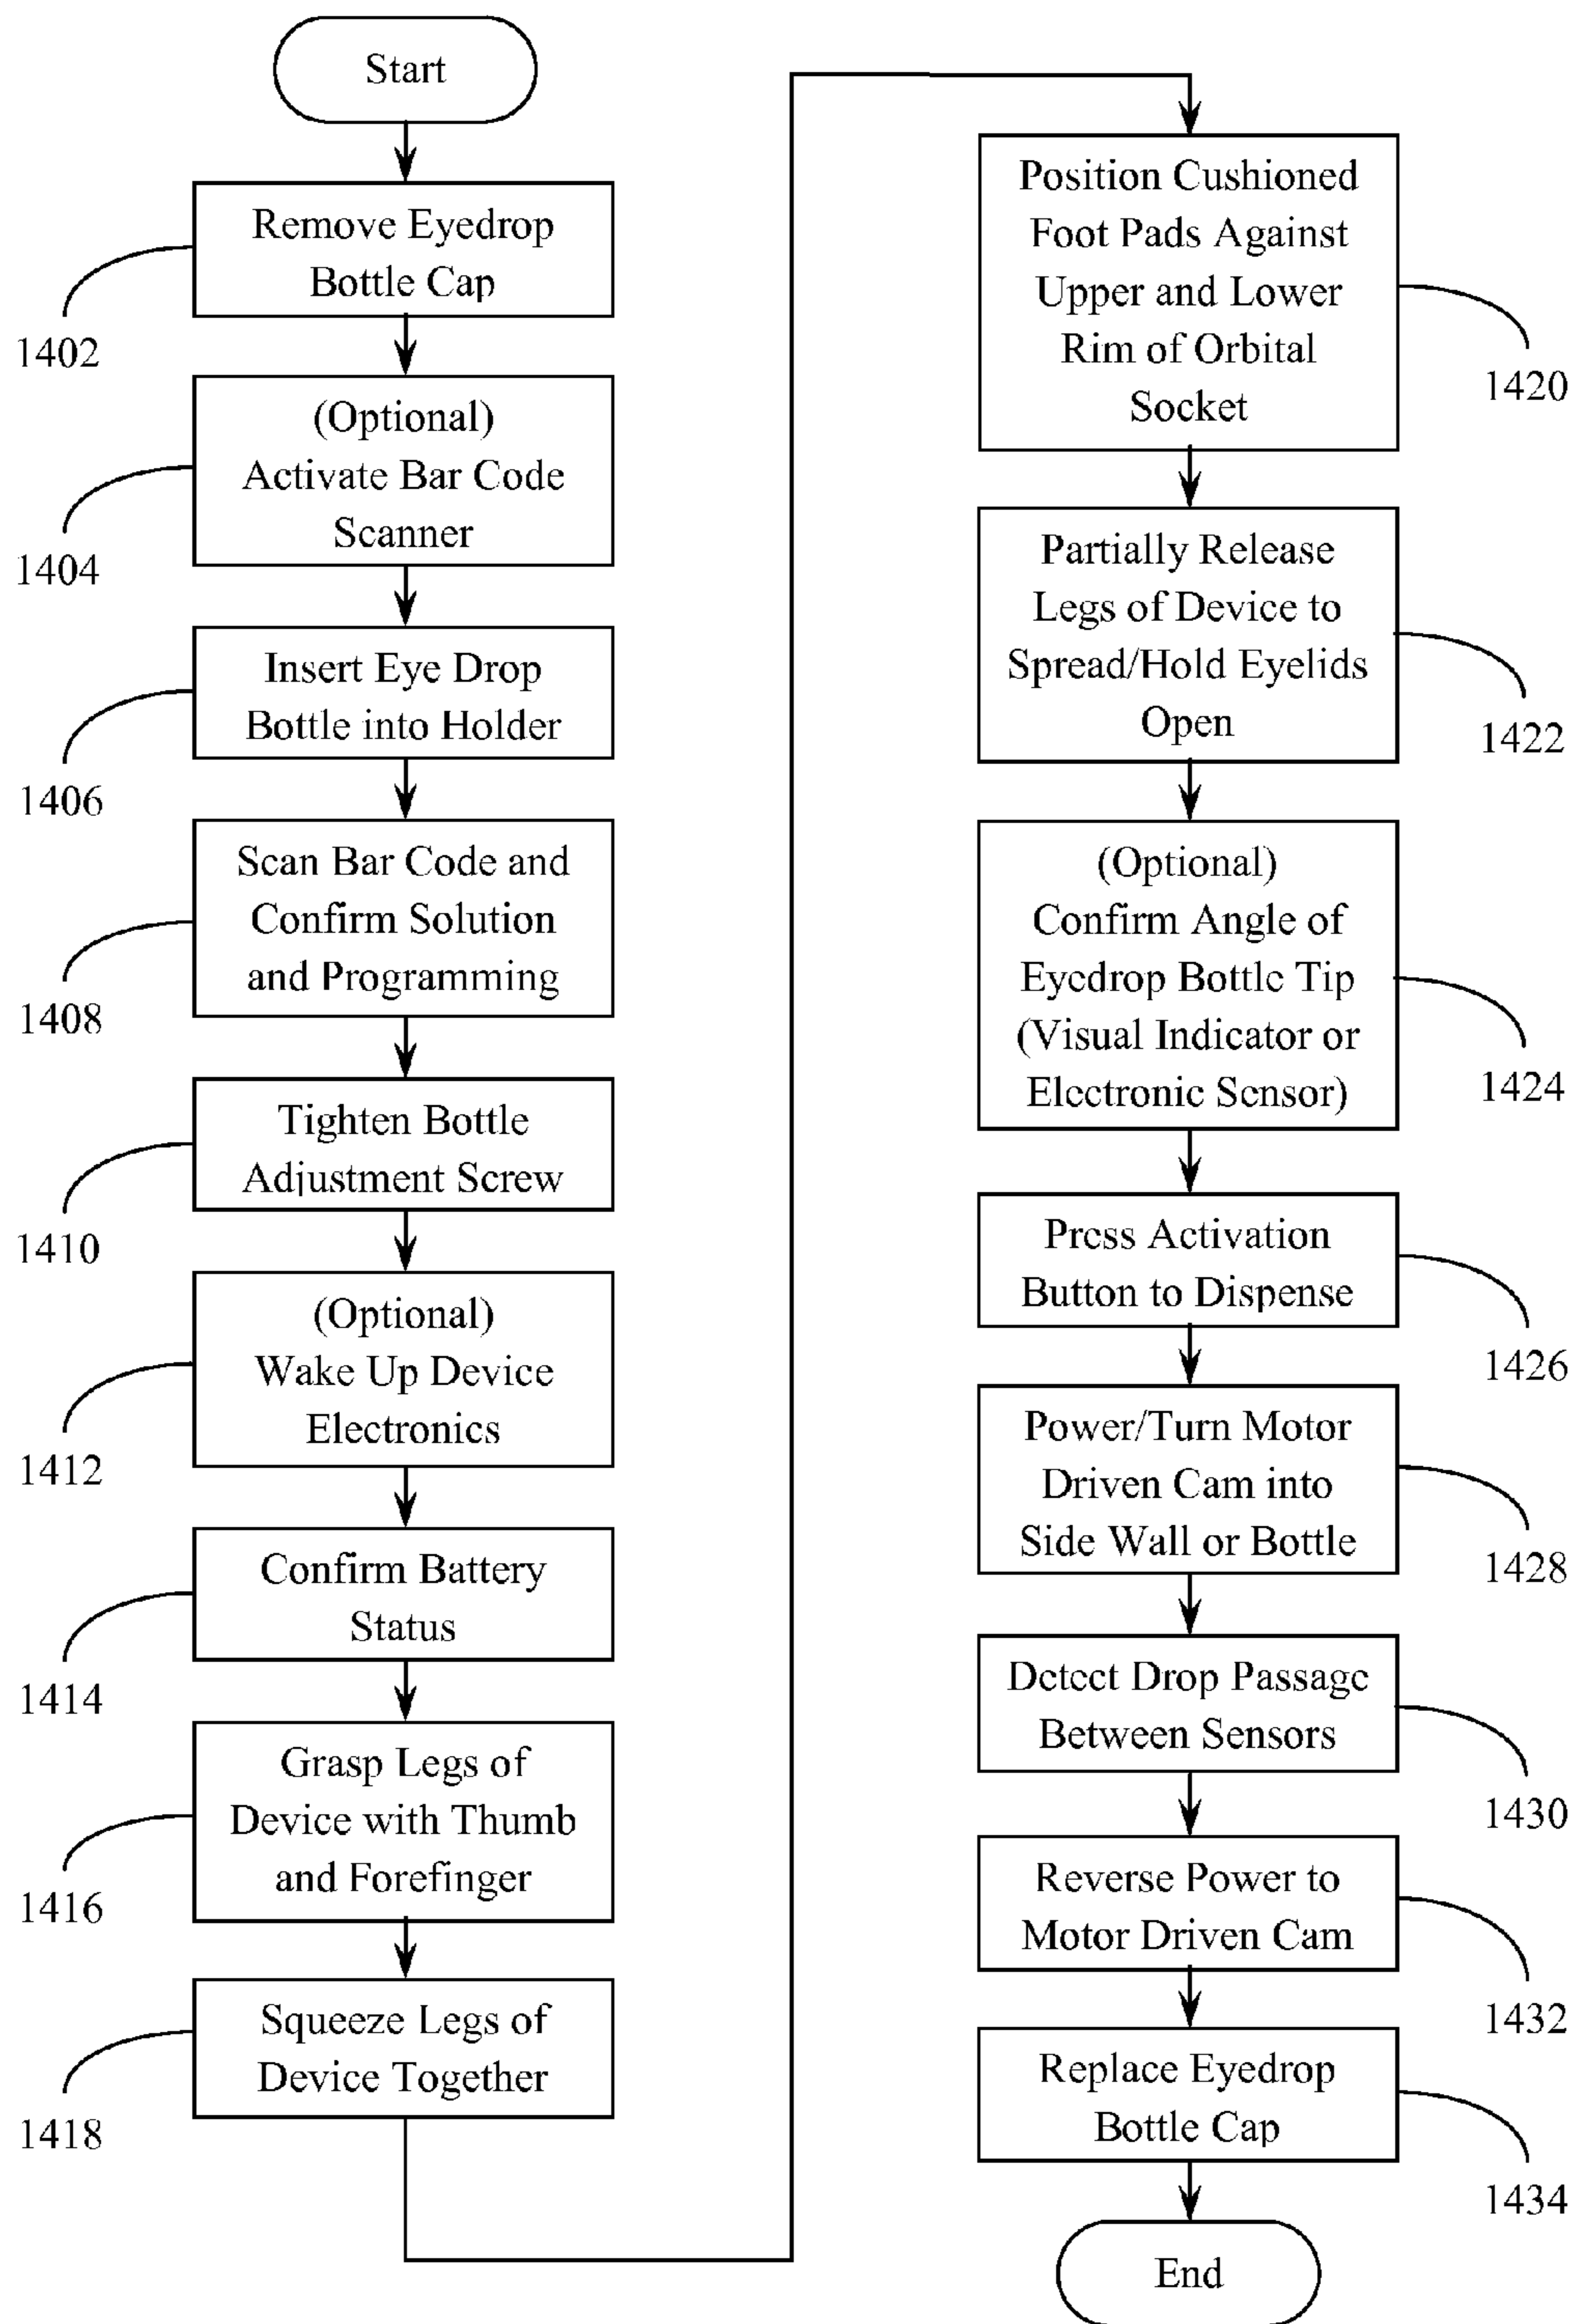 Start
Remove Eyedrop
Bottle Cap
1402
(Optional)
Activate Bar Code
Scanner
1404
Insert Eye Drop
Bottle into Holder
1406
Scan Bar Code and
Confirm Solution
and Programming
1408
Tighten Bottle
Adjustment Screw
1410
(Optional)
Wake Up Device
Electronics
1412
Confirm Battery
Status
1414
Grasp Legs of
Device with Thumb
and Forefinger
1416
Squeeze Legs of
Device Together
1418
Position Cushioned
Foot Pads Against
Upper and Lower
Rim of Orbital
Socket
1420
Partially Release
Legs of Device to
Spread/Hold Eyelids
Open
1422
(Optional)
Confirm Angle of
Eyedrop Bottle Tip
(Visual Indicator or
Electronic Sensor)
1424
Press Activation
Button to Dispense
1426
Power/Turn Motor
Driven Cam into
Side Wall or Bottle
1428
Detect Drop Passage
Between Sensors
1430
Reverse Power to
Motor Driven Cam
1432
Replace Eyedrop
Bottle Cap
1434
End